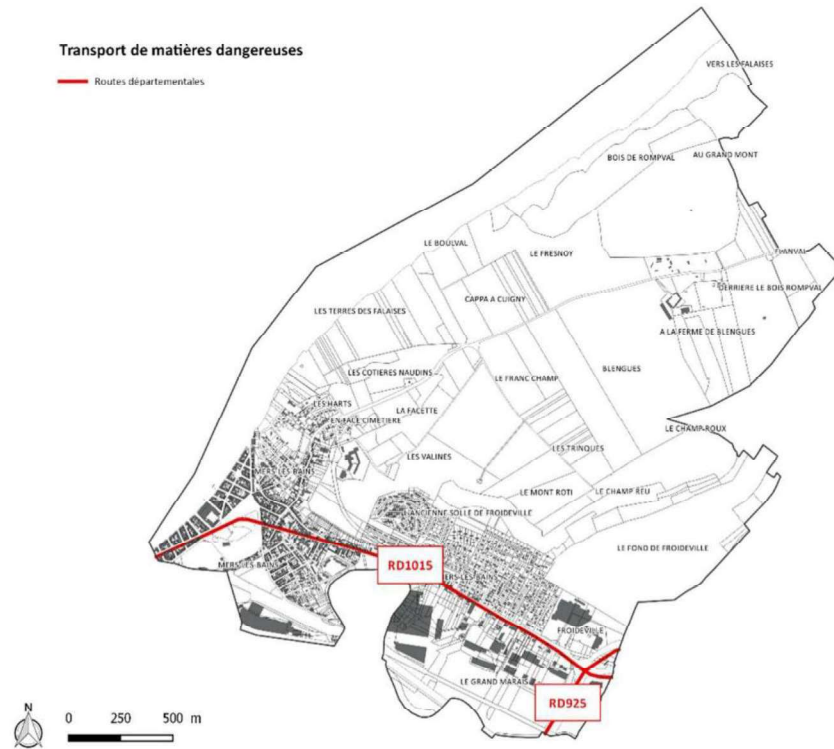 Transport de matières dangereuses
Routes départementales
VERS LES FALAISES
BOIS DE ROMPVAL
AU GRAND MONT
LE BOULVAL
LE FRESNOY
DERRIERE LE BOIS ROMPVAL
CAPPA A CUIGNY
LES TERRES DES FALAISES
A LA FERME DE BLENGUES
LES COTIERES NAUDINS
LE FRANC CHAMP
BLENGUES
LES HARTS
LA FACETTE
EN FACE CIMETIERE
LE CHAMP ROUX
LES TRINQUES
LES VALINES
MERS LES BAINS
LE MONT ROTI
LE CHAMP REU
ANCIENNE SOLLE DE FROIDEVILLE
LE FOND DE FROIDEVILLE
MERS LES BAINS
RD1015
MERS LES BAINS
FROIDEVILLE
LE GRAND MARAIS
RD925
N
0 250 500 m